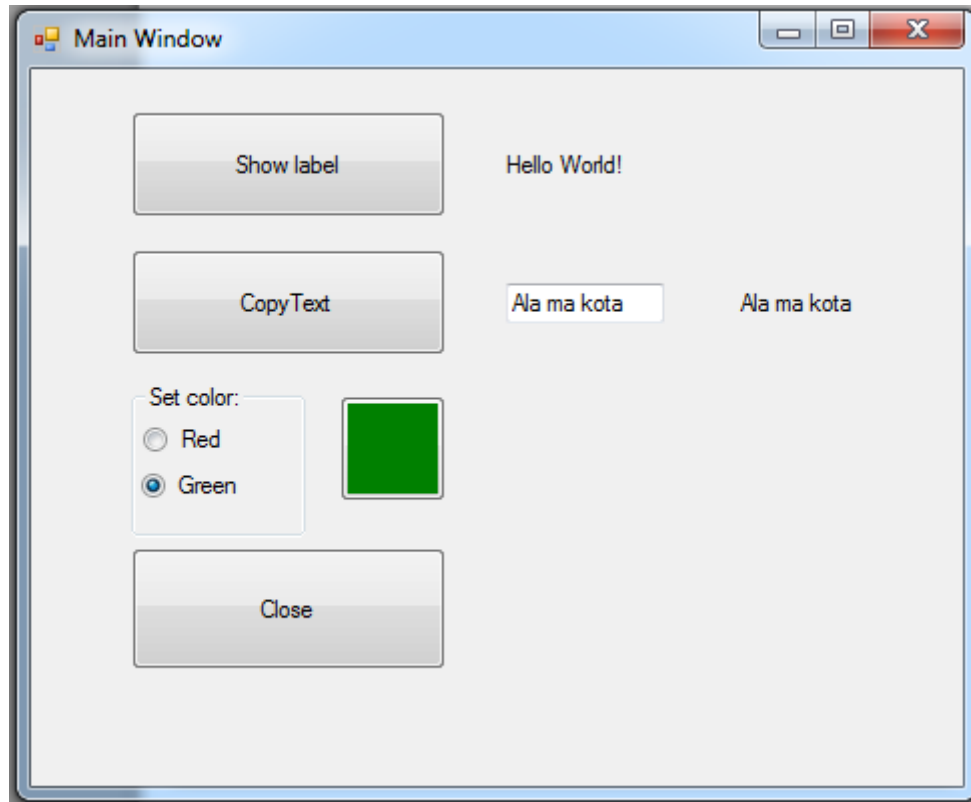 Main Window
Show label
Hello World!
CopyText
Ala ma kota
Ala ma kota
Set color:
Red
Green
Close